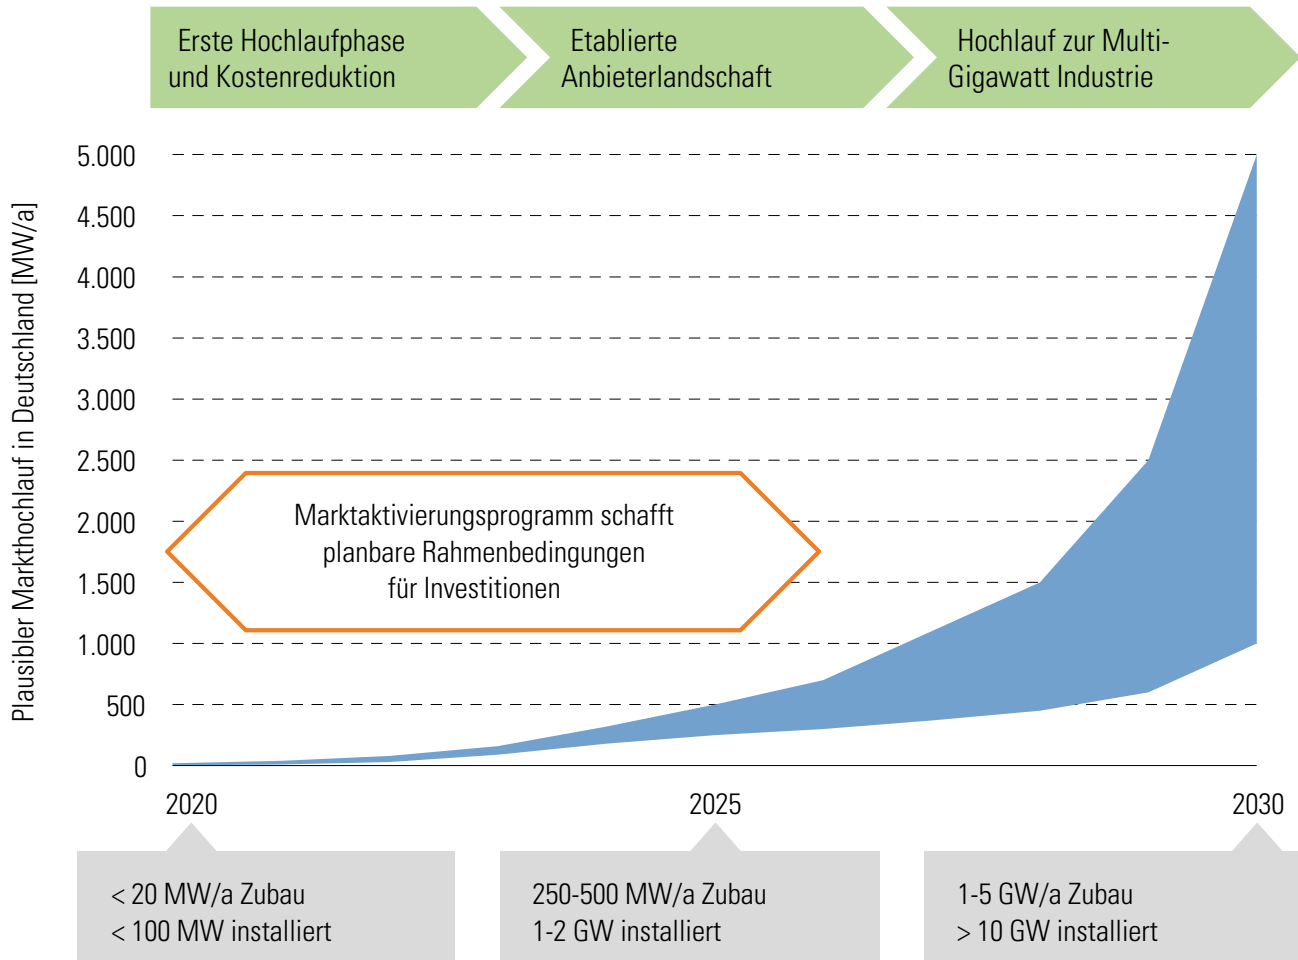 Erste Hochlaufphase
und Kostenreduktion
Etablierte
Anbieterlandschaft
Hochlauf zur Multi-
Gigawatt Industrie
Plausibler Markthochlauf in Deutschland [MW/a]
5.000
4.500
4.000
3.500
3.000
2.500
2.000
1.500
1.000
500
0
Marktaktivierungsprogramm schafft
planbare Rahmenbedingungen
für Investitionen
2020
2025
2030
< 20 MW/a Zubau
< 100 MW installiert
250-500 MW/a Zubau
1-2 GW installiert
1-5 GW/a Zubau
> 10 GW installiert